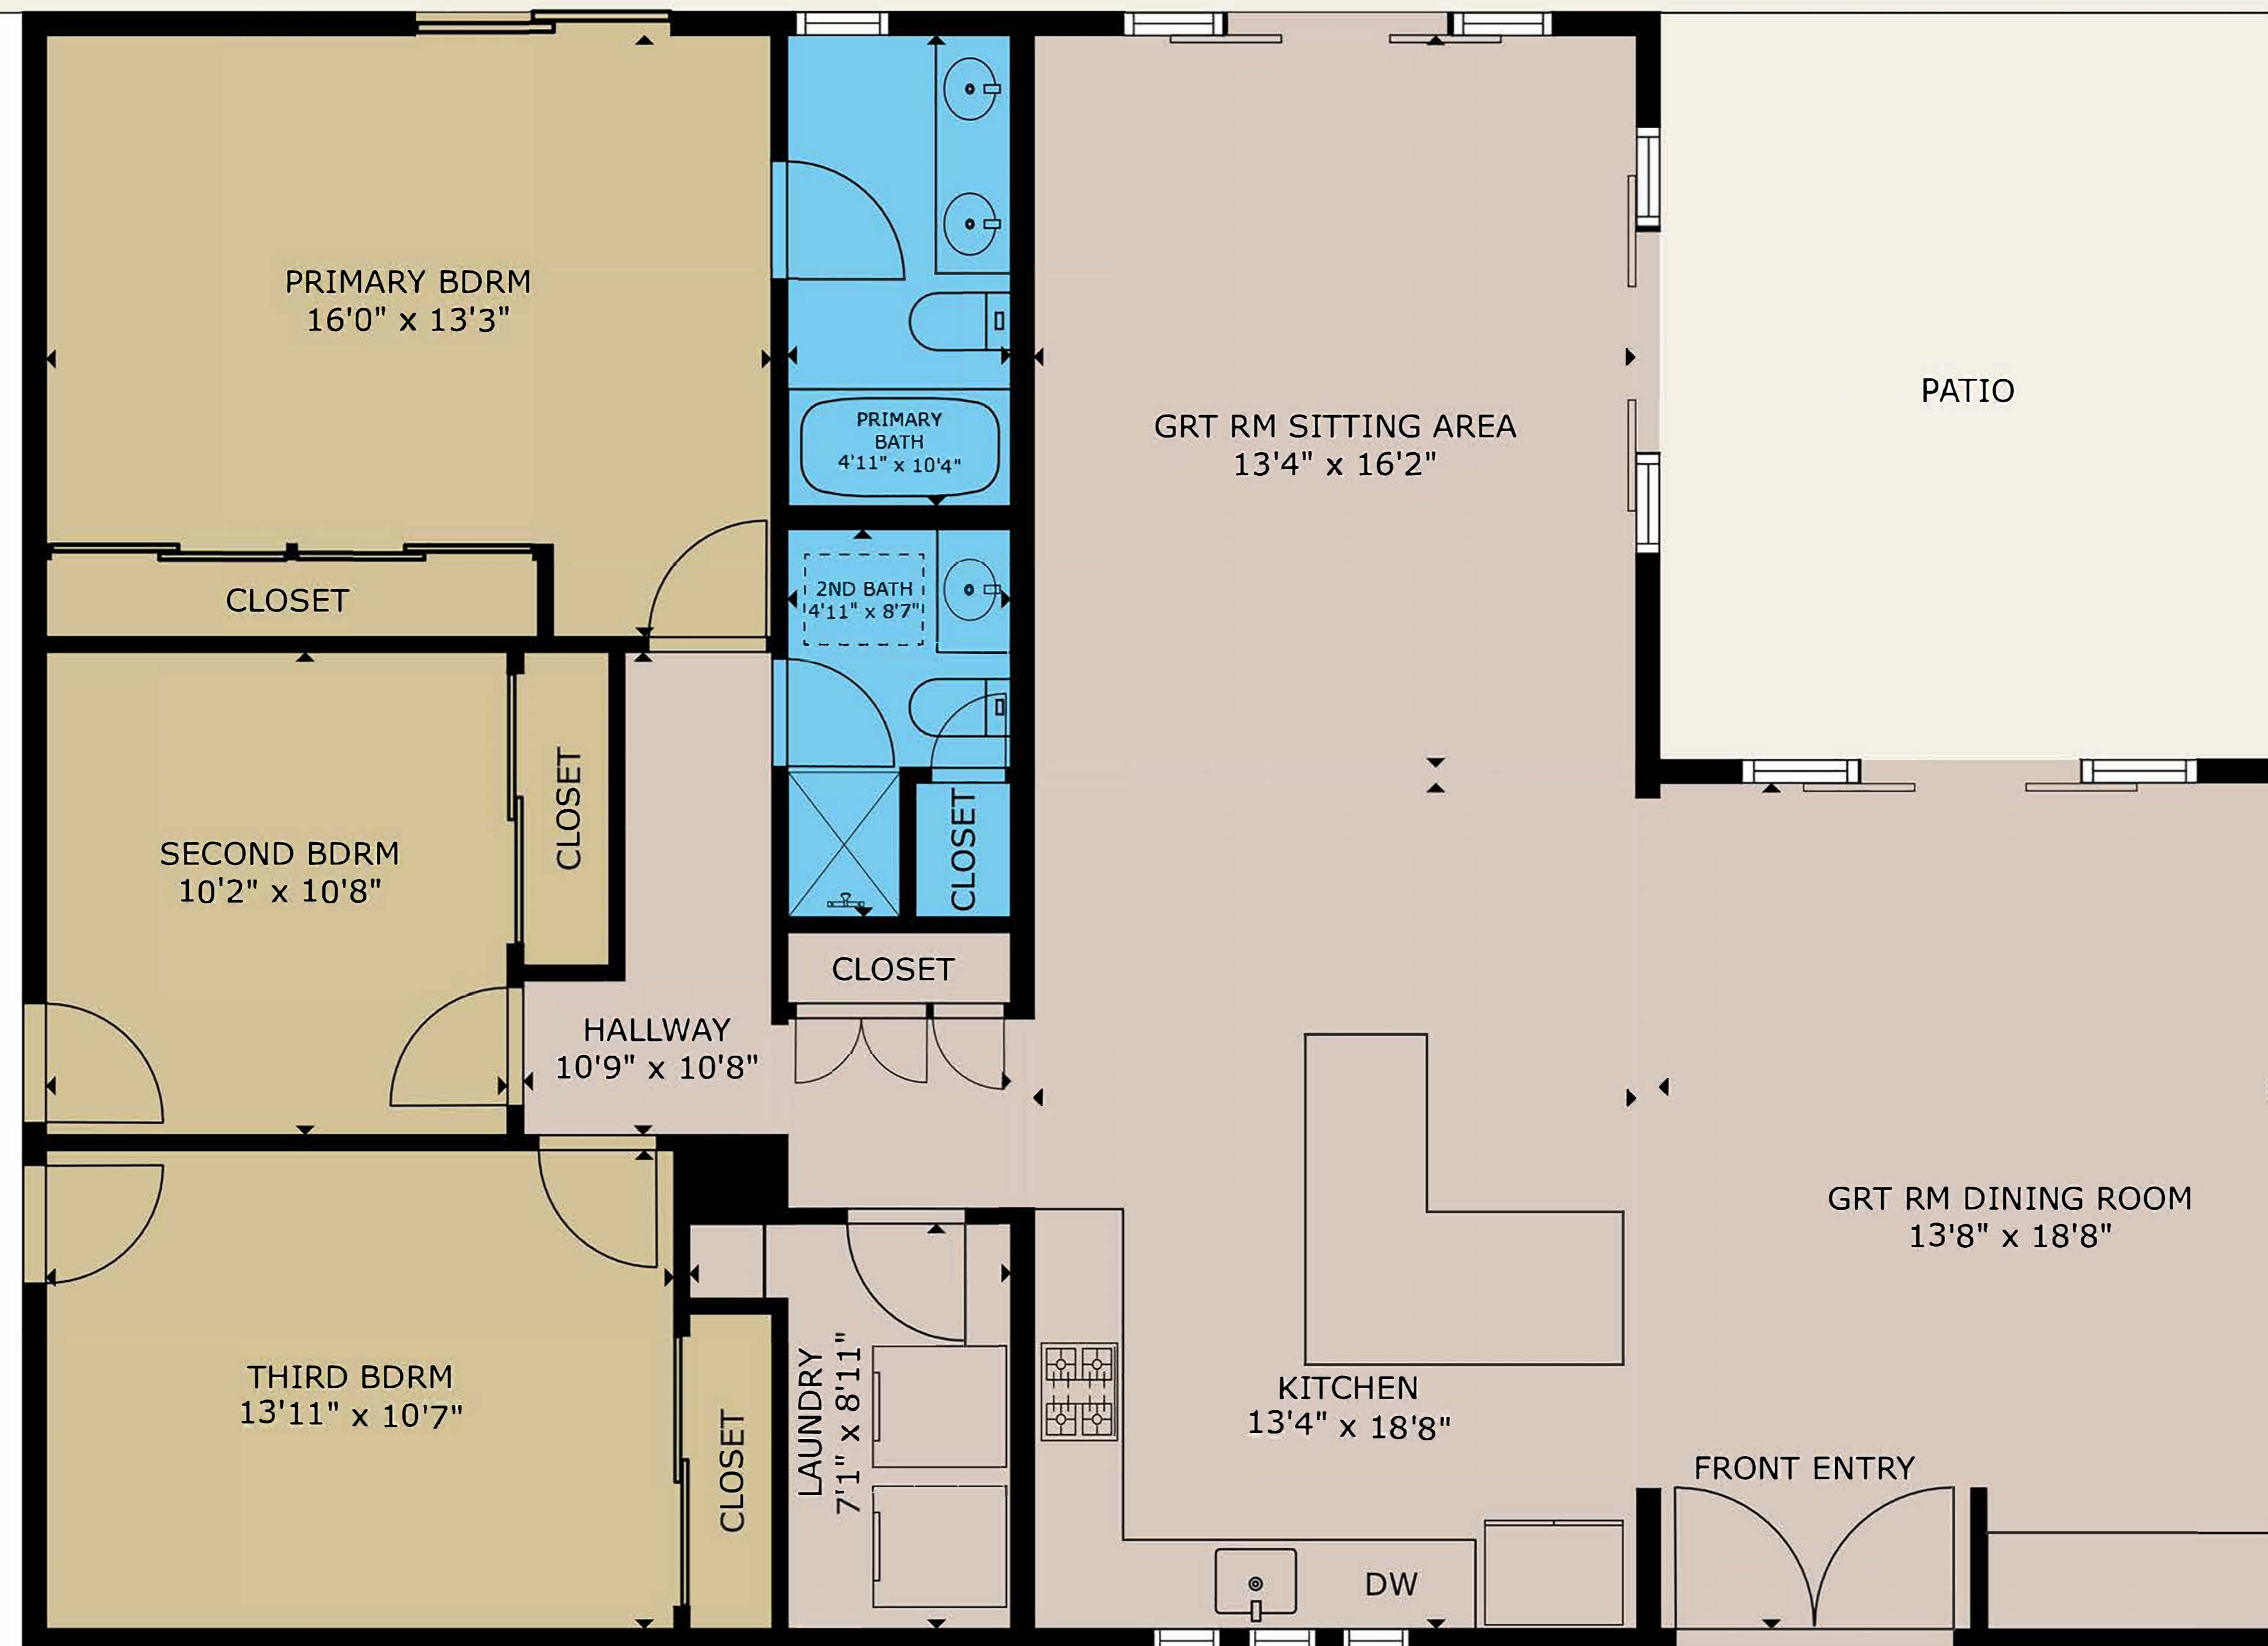 PRIMARY BDRM
16'0" x 13'3"
PRIMARY
BATH
4'11" x 10'4"
GRT RM SITTING AREA
13'4" x 16'2"
PATIO
CLOSET
2ND BATH
4'11" x 8'7"
CLOSET
CLOSET
SECOND BDRM
10'2" x 10'8"
CLOSET
HALLWAY
10'9" x 10'8"
GRT RM DINING ROOM
13'8" x 18'8"
THIRD BDRM
13'11" x 10'7"
CLOSET
LAUNDRY
7'1" x 8'11"
KITCHEN
13'4" x 18'8"
FRONT ENTRY
DW